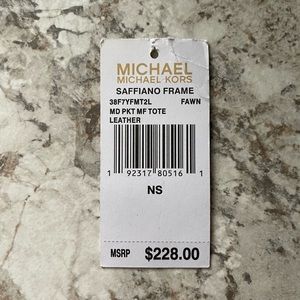 MICHAEL
MICHAEL KORS
SAFFIANO FRAME
38F7YFMT2L FAWN
MD PKT MF TOTE
LEATHER
1 92317 80516 1
NS
MSRP $228.00